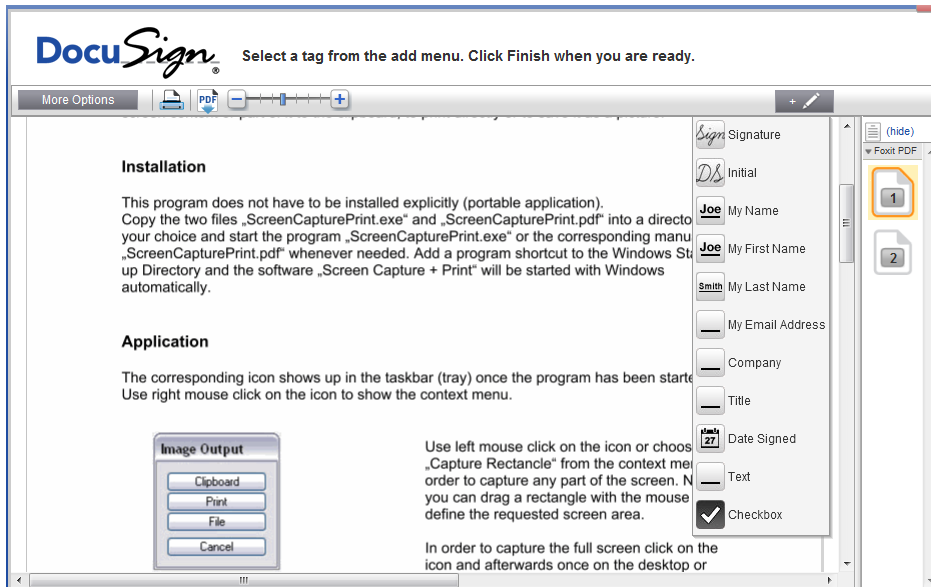 DocuSign®
Select a tag from the add menu. Click Finish when you are ready.
More Options
PDF
(hide)
Foxit PDF
1
2
Installation
This program does not have to be installed explicitly (portable application).
Copy the two files „ScreenCapturePrint.exe“ and „ScreenCapturePrint.pdf“ into a directo
your choice and start the program „ScreenCapturePrint.exe“ or the corresponding manu
„ScreenCapturePrint.pdf“ whenever needed. Add a program shortcut to the Windows Sta
up Directory and the software „Screen Capture + Print“ will be started with Windows
automatically.
Application
The corresponding icon shows up in the taskbar (tray) once the program has been starte
Use right mouse click on the icon to show the context menu.
Image Output
Clipboard
Print
File
Cancel
Use left mouse click on the icon or choos
„Capture Rectancle“ from the context me
order to capture any part of the screen. N
you can drag a rectangle with the mouse
define the requested screen area.
In order to capture the full screen click on the
icon and afterwards once on the desktop or
Sign Signature
DS Initial
Joe My Name
Joe My First Name
Smith My Last Name
My Email Address
Company
Title
27 Date Signed
Text
Checkbox